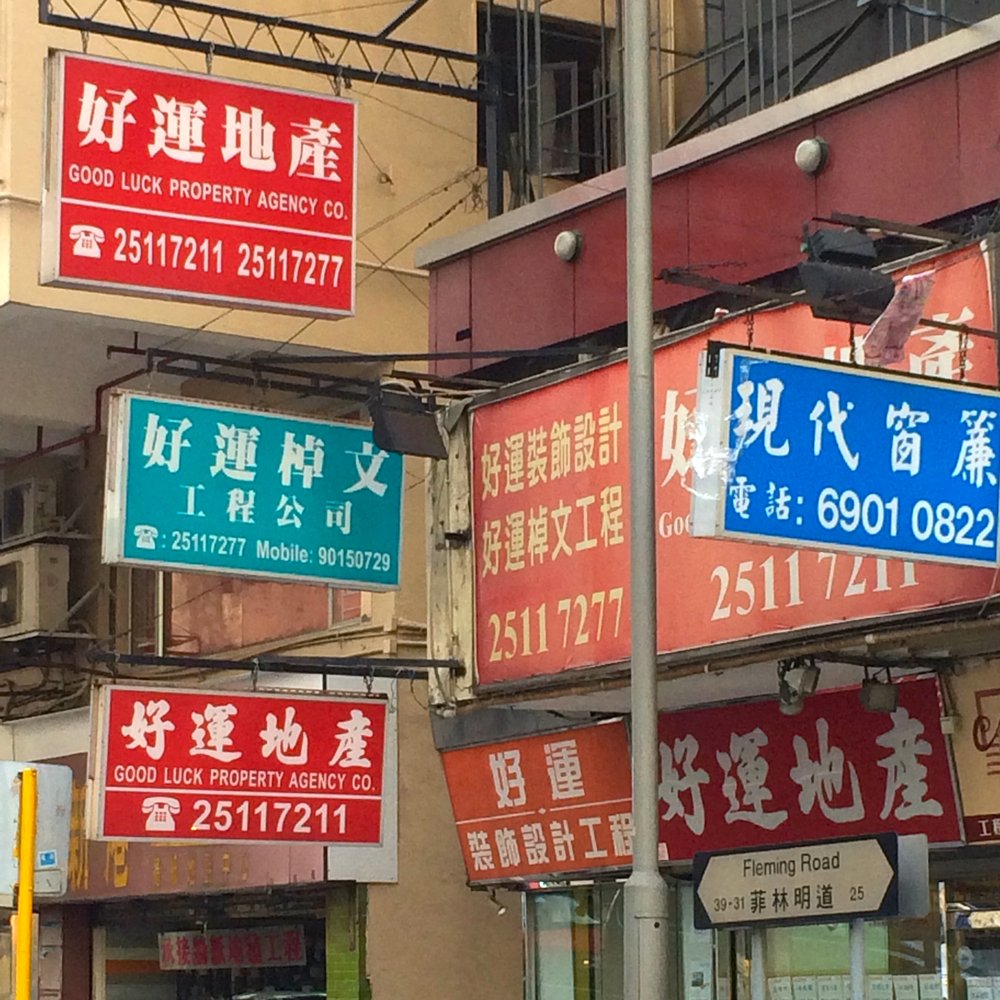 好運地產
GOOD LUCK PROPERTY AGENCY CO.
25117211 25117277
好運棹文
工程公司
: 25117277 Mobile: 90150729
好運地產
GOOD LUCK PROPERTY AGENCY CO.
25117211
好運裝飾設計
好運棹文工程
2511 7277
好 產
Goo
2511 7211
現代窗簾
電話: 6901 0822
好運
裝飾設計工程
好運地產
Fleming Road
39-31 菲林明道 25
工